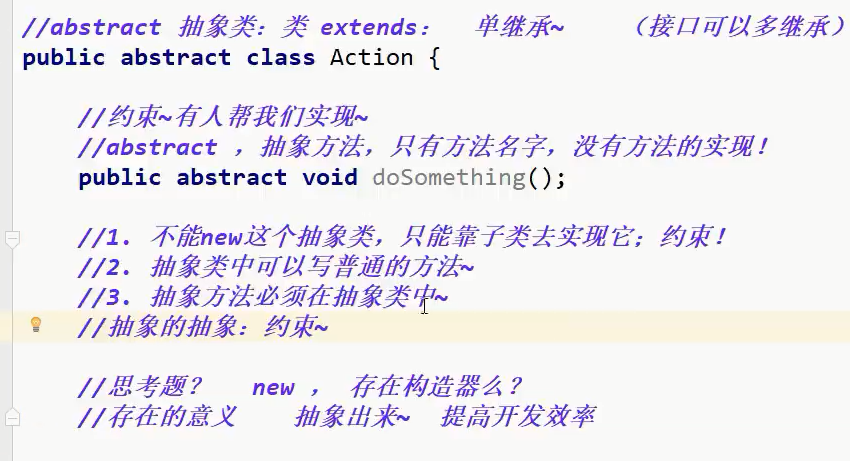 //abstract 抽象类：类 extends： 单继承~ （接口可以多继承）
public abstract class Action {
//约束~有人帮我们实现~
//abstract ，抽象方法，只有方法名字，没有方法的实现！
public abstract void doSomething();
//1. 不能new这个抽象类，只能靠子类去实现它；约束！
//2. 抽象类中可以写普通的方法~
//3. 抽象方法必须在抽象类中~
//抽象的抽象：约束~
//思考题？ new ， 存在构造器么？
//存在的意义 抽象出来~ 提高开发效率